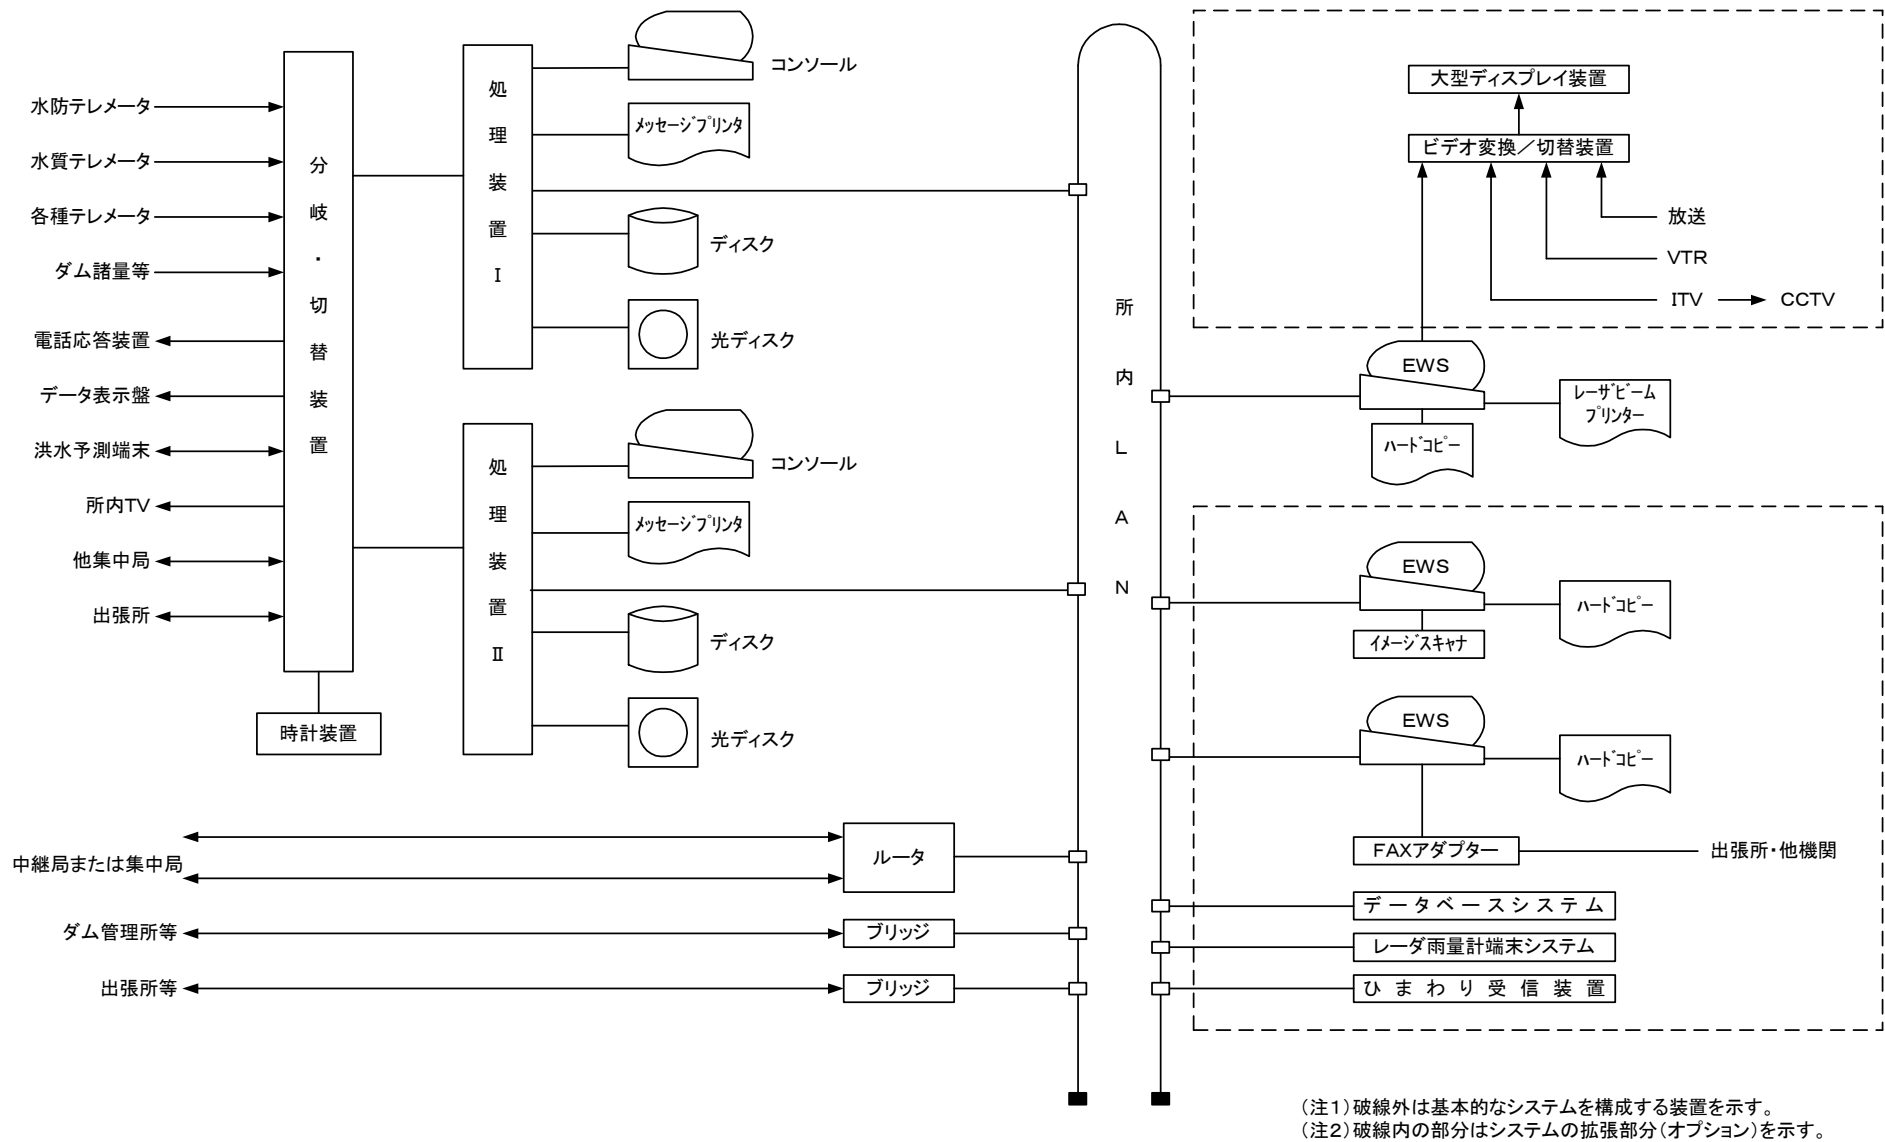 水防テレメータ
水質テレメータ
各種テレメータ
ダム諸量等
電話応答装置
データ表示盤
洪水予測端末
所内TV
他集中局
出張所
分岐・切替装置
時計装置
処理装置Ⅰ
コンソール
メッセージプリンタ
ディスク
光ディスク
処理装置Ⅱ
コンソール
メッセージプリンタ
ディスク
光ディスク
中継局または集中局
ルータ
ダム管理所等
ブリッジ
出張所等
ブリッジ
所内LAN
大型ディスプレイ装置
ビデオ変換／切替装置
放送
VTR
ITV
CCTV
EWS
レーザビーム
プリンター
ハードコピー
EWS
ハードコピー
イメージスキャナ
EWS
ハードコピー
FAXアダプター
出張所・他機関
データベースシステム
レーダ雨量計端末システム
ひまわり受信装置
（注１）破線外は基本的なシステムを構成する装置を示す。
（注２）破線内の部分はシステムの拡張部分（オプション）を示す。